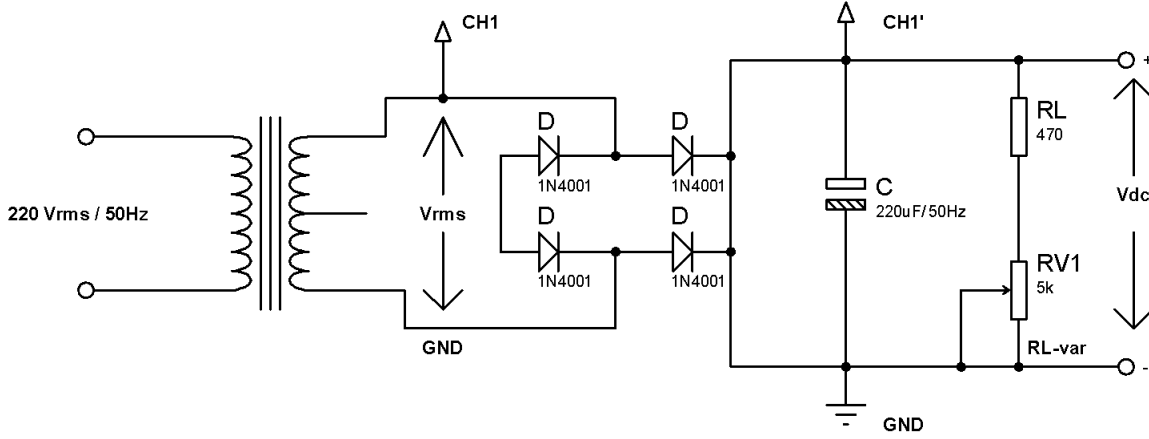 CH1
CH1'
+
D
D
RL
470
1N4001
1N4001
C
220uF/50Hz
Vdc
220 Vrms / 50Hz
Vrms
D
D
1N4001
1N4001
RV1
5k
GND
RL-var
-
GND